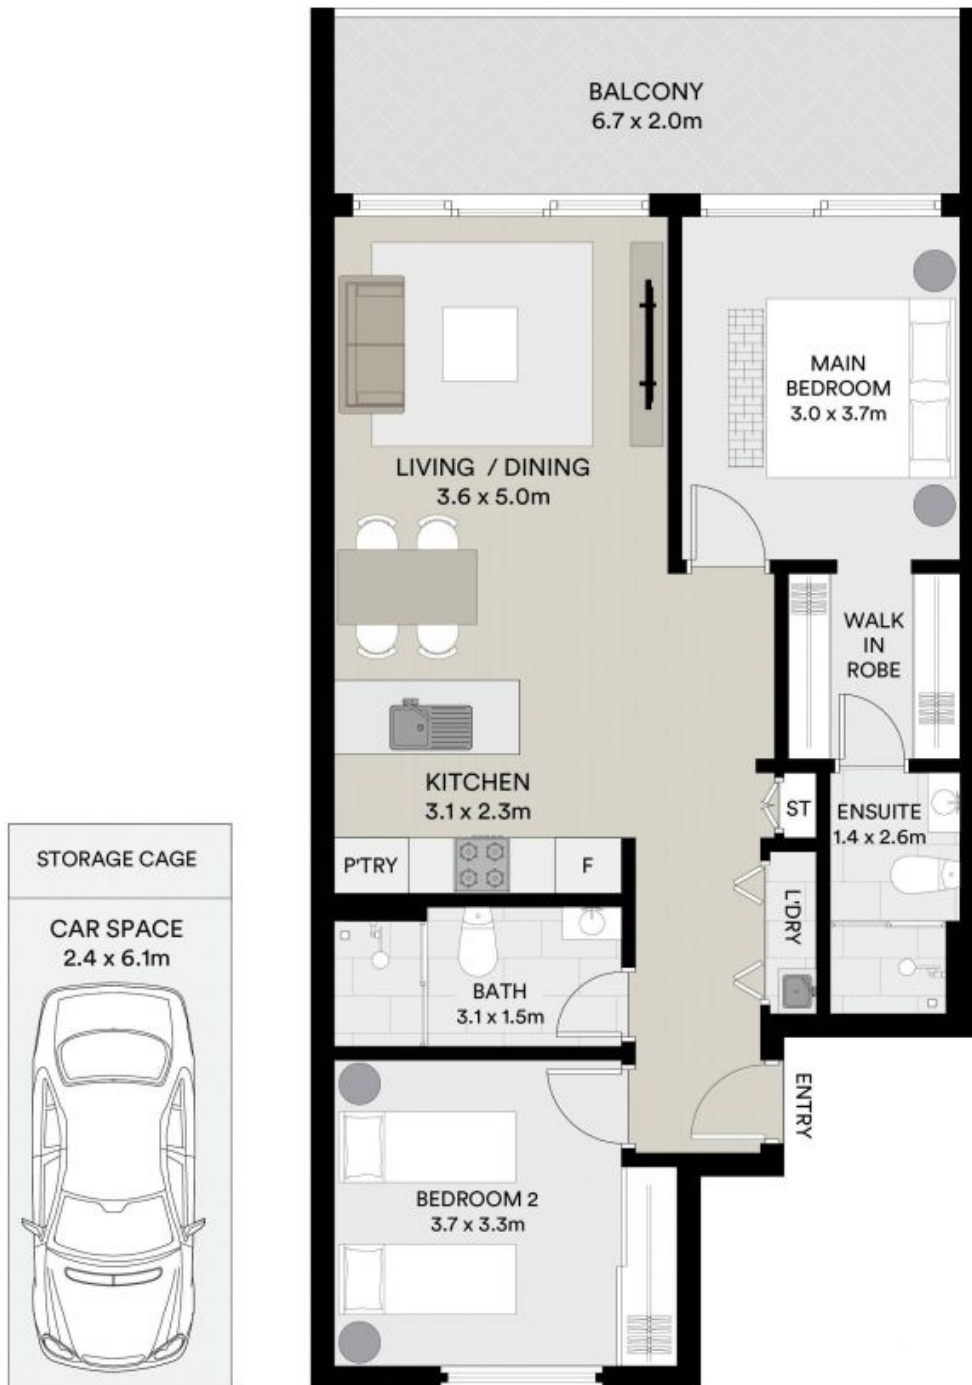 BALCONY
6.7 x 2.0m
MAIN
BEDROOM
3.0 x 3.7m
LIVING / DINING
3.6 x 5.0m
WALK
IN
ROBE
KITCHEN
3.1 x 2.3m
ST
ENSUITE
1.4 x 2.6m
P'TRY
F
L'DRY
BATH
3.1 x 1.5m
ENTRY
BEDROOM 2
3.7 x 3.3m
STORAGE CAGE
CAR SPACE
2.4 x 6.1m